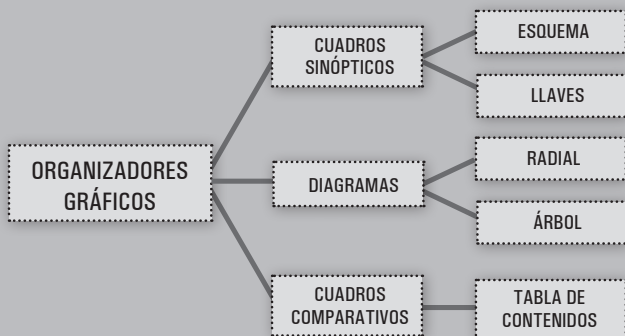 ORGANIZADORES
GRÁFICOS
CUADROS
SINÓPTICOS
ESQUEMA
LLAVES
DIAGRAMAS
RADIAL
ÁRBOL
CUADROS
COMPARATIVOS
TABLA DE
CONTENIDOS